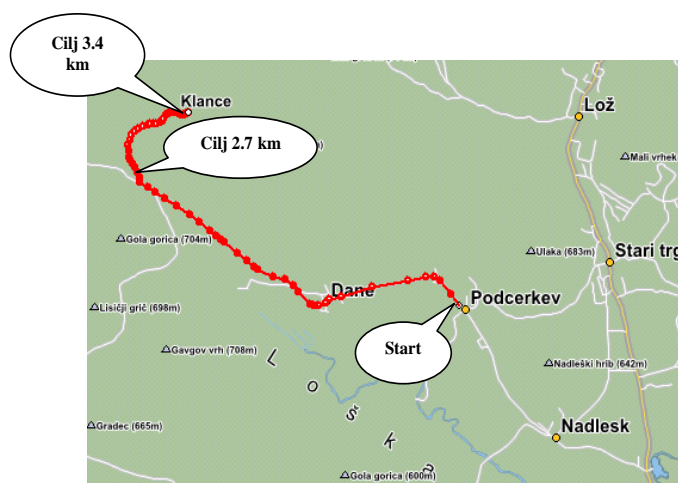 Cilj 3.4
km
Klance
Lož
Cilj 2.7 km
Mali vrhek
Gola gorica (704m)
Ulaka (683m)
Stari trg
Dane
Podcerkev
Lisičji grič (698m)
Start
Gavgov vrh (708m)
Nadleški hrib (642m)
Loška
Gradec (665m)
Nadlesk
Gola gorica (600m)